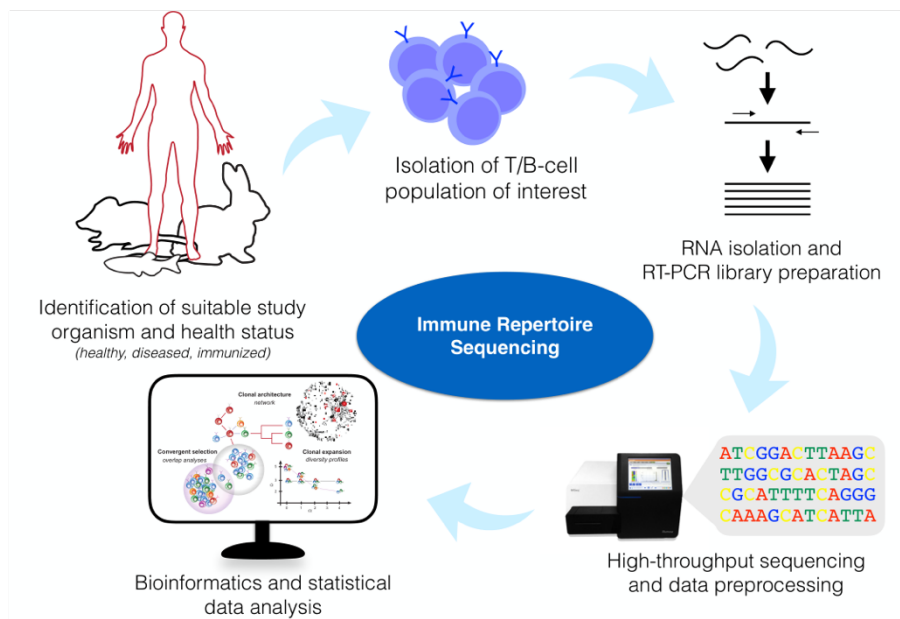 Isolation of T/B-cell
population of interest
RNA isolation and
RT-PCR library preparation
Identification of suitable study
organism and health status
(healthy, diseased, immunized)
Immune Repertoire
Sequencing
Clonal architecture
network
Convergent selection
overlap analyses
Clonal expansion
diversity profiles
ATCGGACTTAAGC
TTGGCGCACTAGC
CGCATTTTCAGGG
CAAAGCATCATTA
High-throughput sequencing
and data preprocessing
Bioinformatics and statistical
data analysis